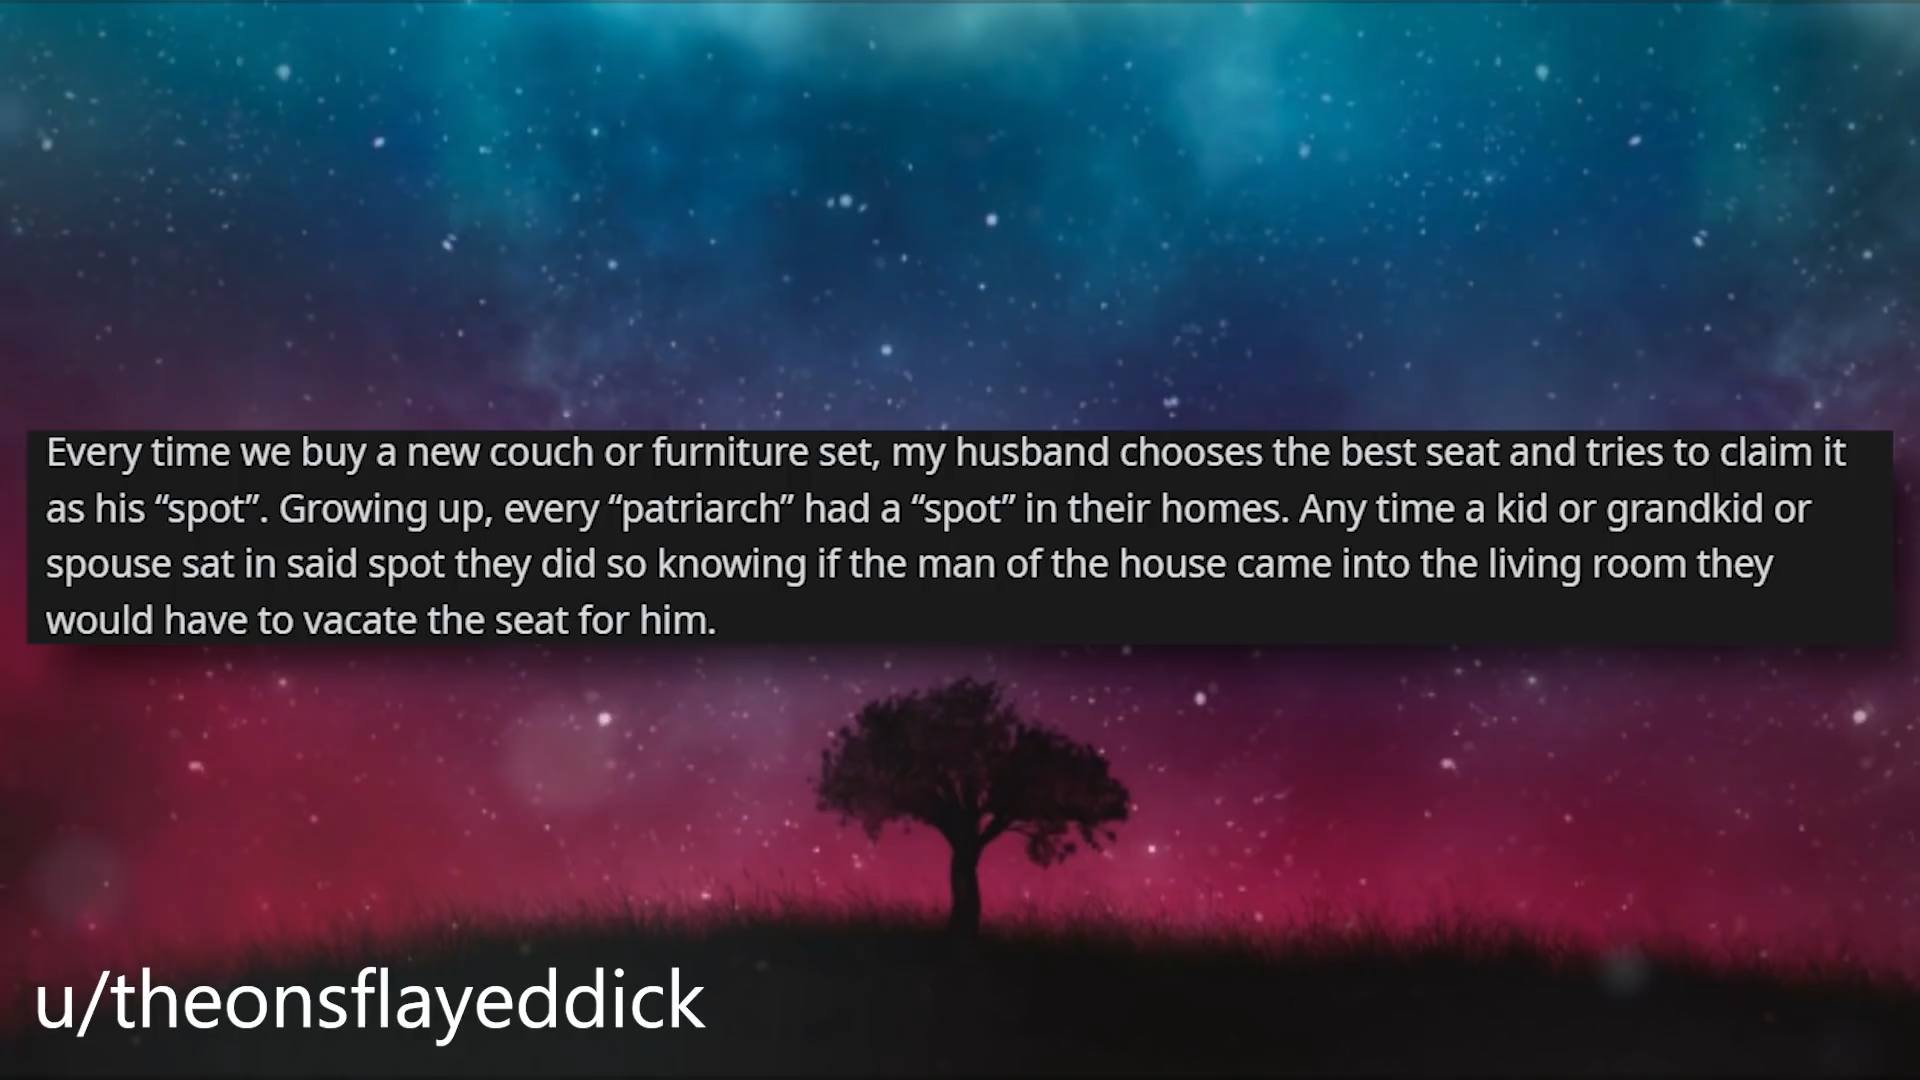 Every time we buy a new couch or furniture set, my husband chooses the best seat and tries to claim it
as his “spot”. Growing up, every “patriarch” had a “spot” in their homes. Any time a kid or grandkid or
spouse sat in said spot they did so knowing if the man of the house came into the living room they
would have to vacate the seat for him.
u/theonsflayeddick